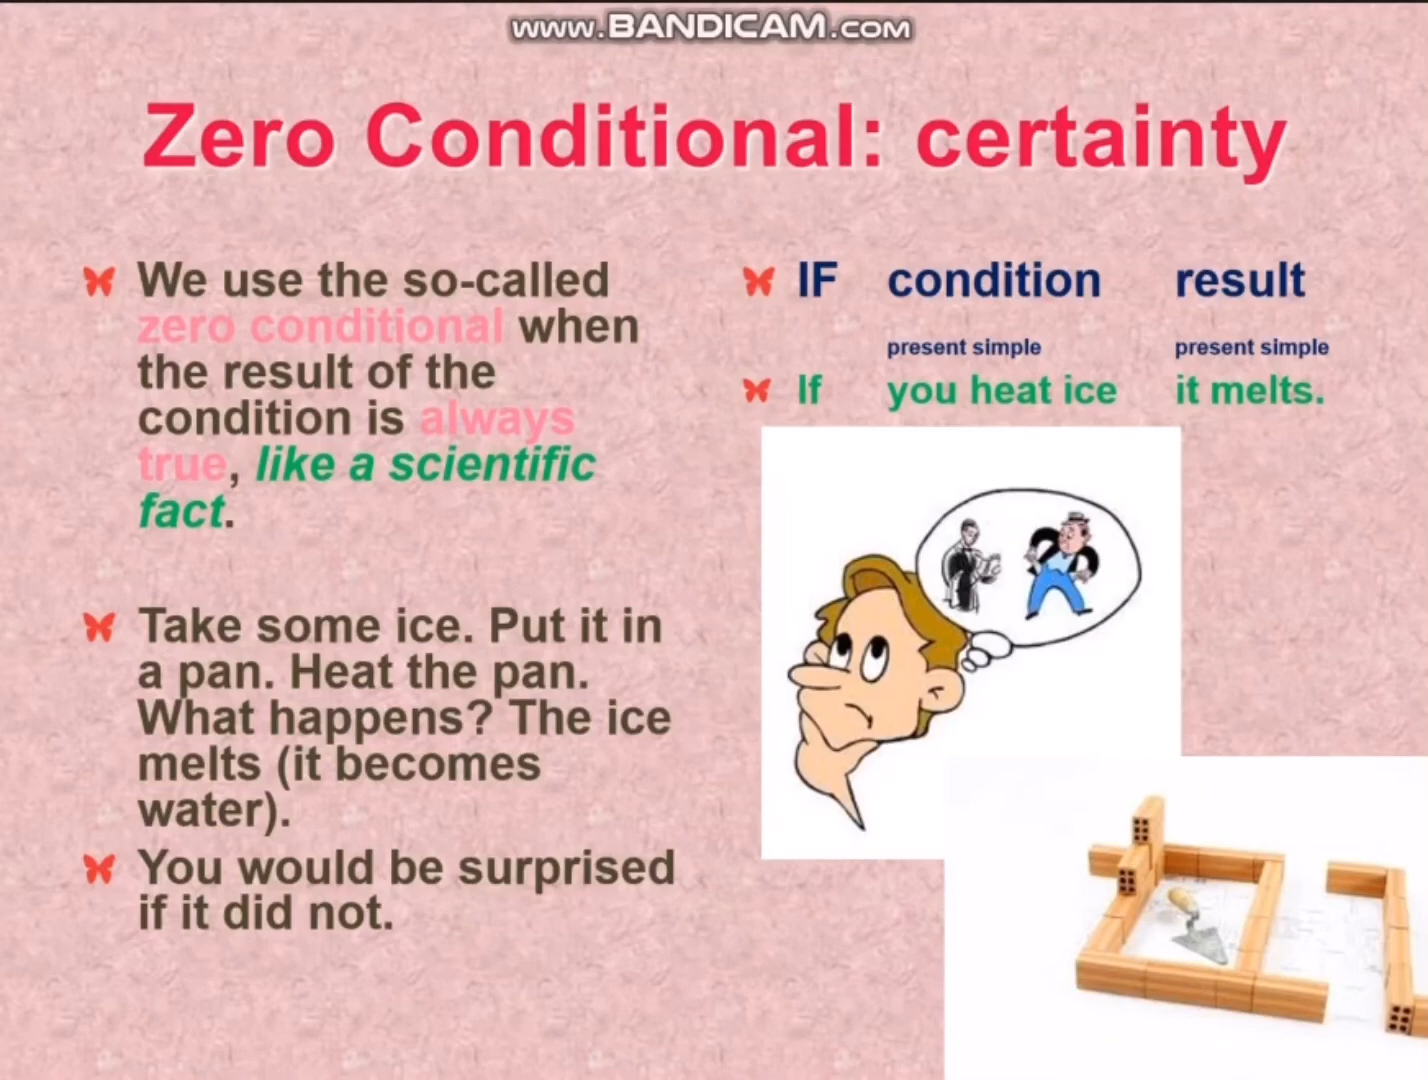 www.BANDICAM.com
Zero Conditional: certainty
We use the so-called
zero conditional when
the result of the
condition is always
true, like a scientific
fact.
Take some ice. Put it in
a pan. Heat the pan.
What happens? The ice
melts (it becomes
water).
You would be surprised
if it did not.
IF condition result
present simple present simple
If you heat ice it melts.